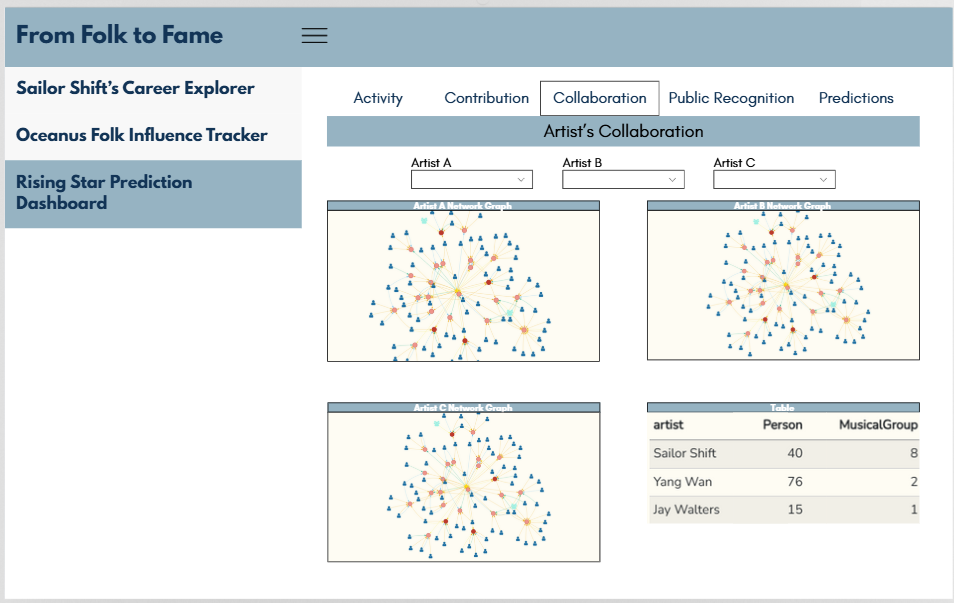 From Folk to Fame
Sailor Shift's Career Explorer
Oceanus Folk Influence Tracker
Rising Star Prediction
Dashboard
Activity Contribution Collaboration Public Recognition Predictions
Artist's Collaboration
Artist A Artist B Artist C
Artist A Network Graph Artist B Network Graph
Artist C Network Graph Table
artist Person MusicalGroup
Sailor Shift 40 8
Yang Wan 76 2
Jay Walters 15 1